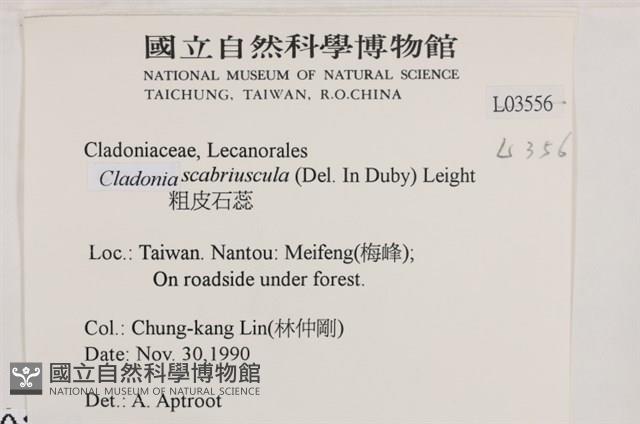 國立自然科學博物館
NATIONAL MUSEUM OF NATURAL SCIENCE
TAICHUNG, TAIWAN, R.O.CHINA
L03556
Cladoniaceae, Lecanorales
Cladonia scabriuscula (Del. In Duby) Leight
粗皮石蕊
Loc.: Taiwan. Nantou: Meifeng(梅峰);
On roadside under forest.
Col.: Chung-kang Lin(林仲剛)
Date: Nov. 30,1990
國立自然科學博物館
NATIONAL MUSEUM OF NATURAL SCIENCE
Det.: A. Aptroot